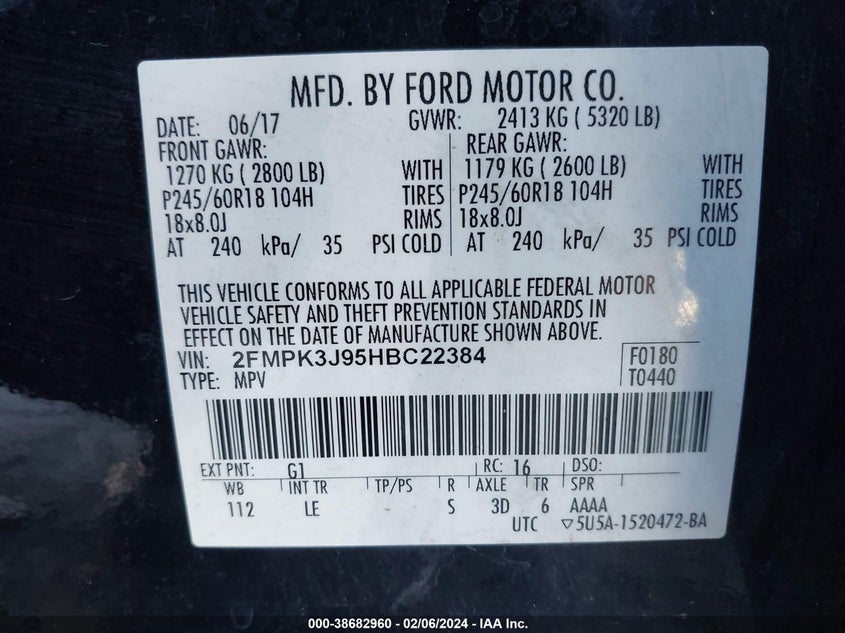 MFD. BY FORD MOTOR CO.
DATE: 06/17 GVWR: 2413 KG ( 5320 LB)
FRONT GAWR: REAR GAWR:
1270 KG ( 2800 LB) WITH 1179 KG ( 2600 LB) WITH
P245/60R18 104H TIRES P245/60R18 104H TIRES
18x8.0J RIMS 18x8.0J RIMS
AT 240 kPa/ 35 PSI COLD AT 240 kPa/ 35 PSI COLD
THIS VEHICLE CONFORMS TO ALL APPLICABLE FEDERAL MOTOR
VEHICLE SAFETY AND THEFT PREVENTION STANDARDS IN
EFFECT ON THE DATE OF MANUFACTURE SHOWN ABOVE.
VIN: 2FMPK3J95HBC22384 F0180
TYPE: MPV T0440
EXT PNT: G1 RC: 16 DSO:
WB INT TR TP/PS R AXLE TR SPR
112 LE S 3D 6 AAAA
UTC ▽5U5A-1520472-BA
000-38682960 - 02/06/2024 - IAA Inc.